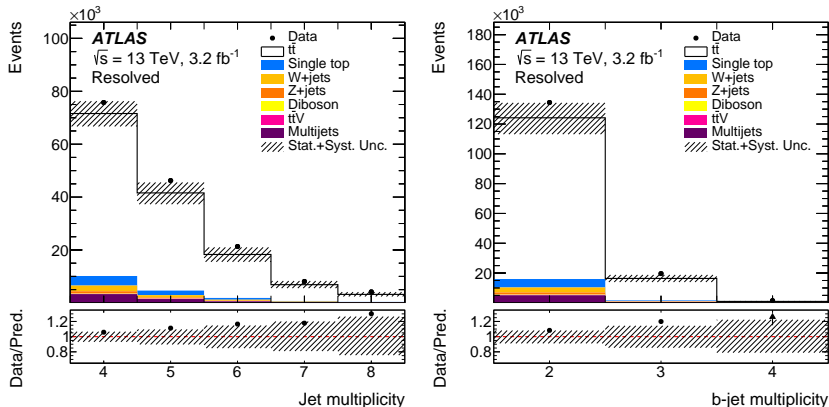 ×10³
Events
100
80
60
40
20
ATLAS
√s = 13 TeV, 3.2 fb⁻¹
Resolved
Data
tt̄
Single top
W+jets
Z+jets
Diboson
tt̄V
Multijets
Stat.+Syst. Unc.
Data/Pred.
1.2
1
0.8
4 5 6 7 8
Jet multiplicity
×10³
Events
180
160
140
120
100
80
60
40
20
ATLAS
√s = 13 TeV, 3.2 fb⁻¹
Resolved
Data
tt̄
Single top
W+jets
Z+jets
Diboson
tt̄V
Multijets
Stat.+Syst. Unc.
Data/Pred.
1.2
1
0.8
2 3 4
b-jet multiplicity